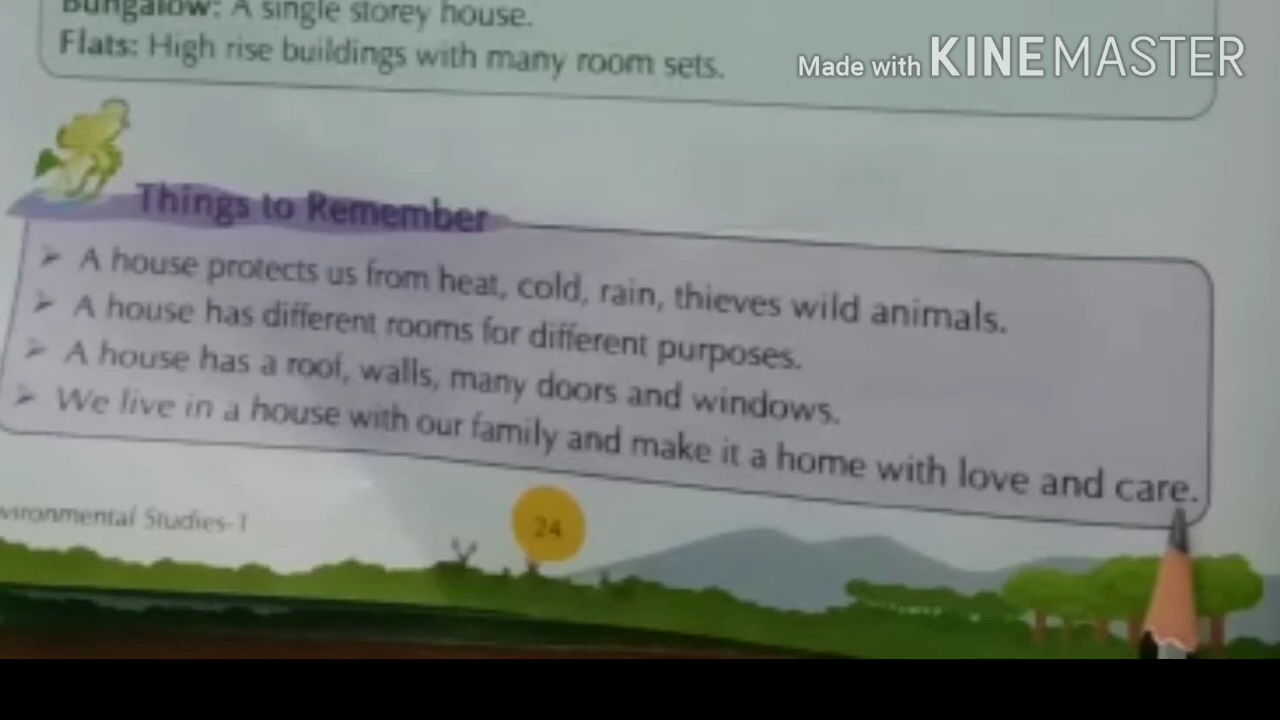 Bungalow: A single storey house.
Flats: High rise buildings with many room sets.
Made with KINEMASTER
Things to Remember
➤ A house protects us from heat, cold, rain, thieves wild animals.
➤ A house has different rooms for different purposes.
➤ A house has a roof, walls, many doors and windows.
➤ We live in a house with our family and make it a home with love and care.
vironmental Studies-1
24